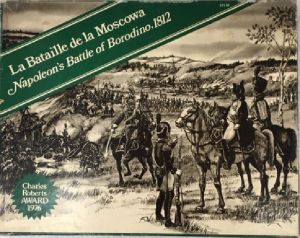 La Bataille de la Moscowa
Napoleon's Battle of Borodino, 1812
Charles
Roberts
AWARD
1976